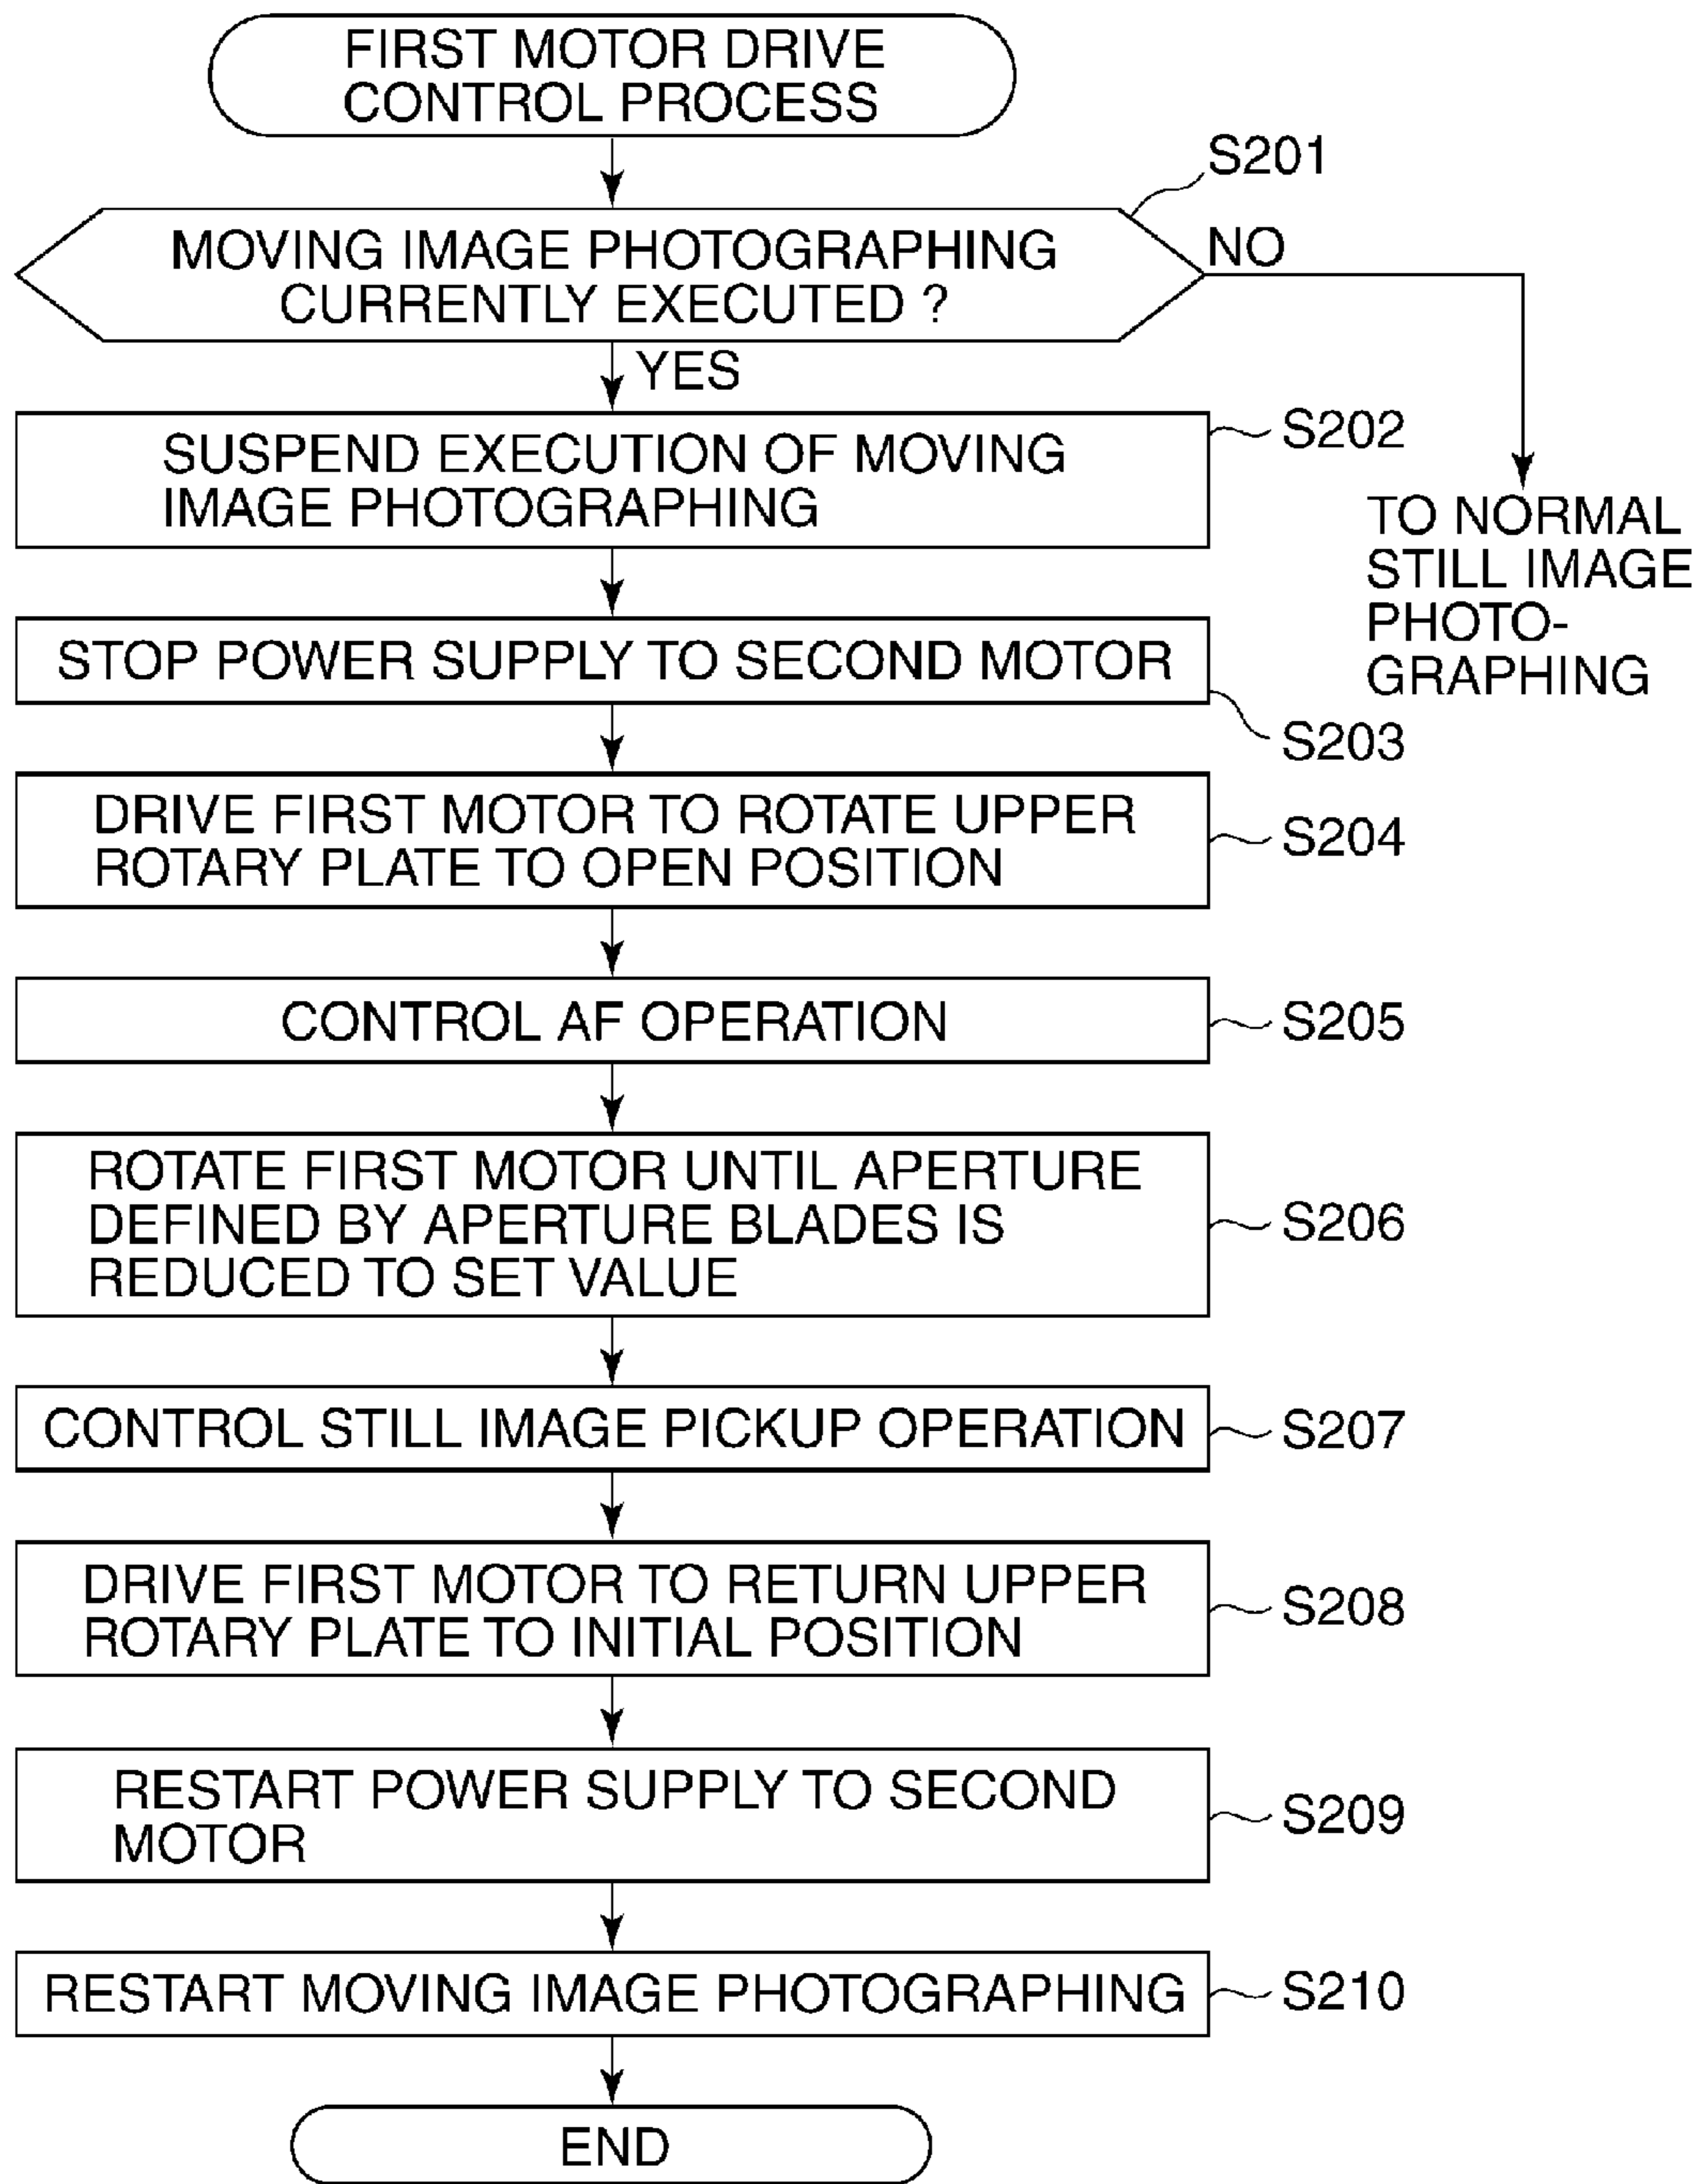 FIRST MOTOR DRIVE
CONTROL PROCESS
S201
MOVING IMAGE PHOTOGRAPHING
CURRENTLY EXECUTED ?
NO
YES
SUSPEND EXECUTION OF MOVING
IMAGE PHOTOGRAPHING
S202
TO NORMAL
STILL IMAGE
PHOTO-
GRAPHING
STOP POWER SUPPLY TO SECOND MOTOR
S203
DRIVE FIRST MOTOR TO ROTATE UPPER
ROTARY PLATE TO OPEN POSITION
S204
CONTROL AF OPERATION
S205
ROTATE FIRST MOTOR UNTIL APERTURE
DEFINED BY APERTURE BLADES IS
REDUCED TO SET VALUE
S206
CONTROL STILL IMAGE PICKUP OPERATION
S207
DRIVE FIRST MOTOR TO RETURN UPPER
ROTARY PLATE TO INITIAL POSITION
S208
RESTART POWER SUPPLY TO SECOND
MOTOR
S209
RESTART MOVING IMAGE PHOTOGRAPHING
S210
END